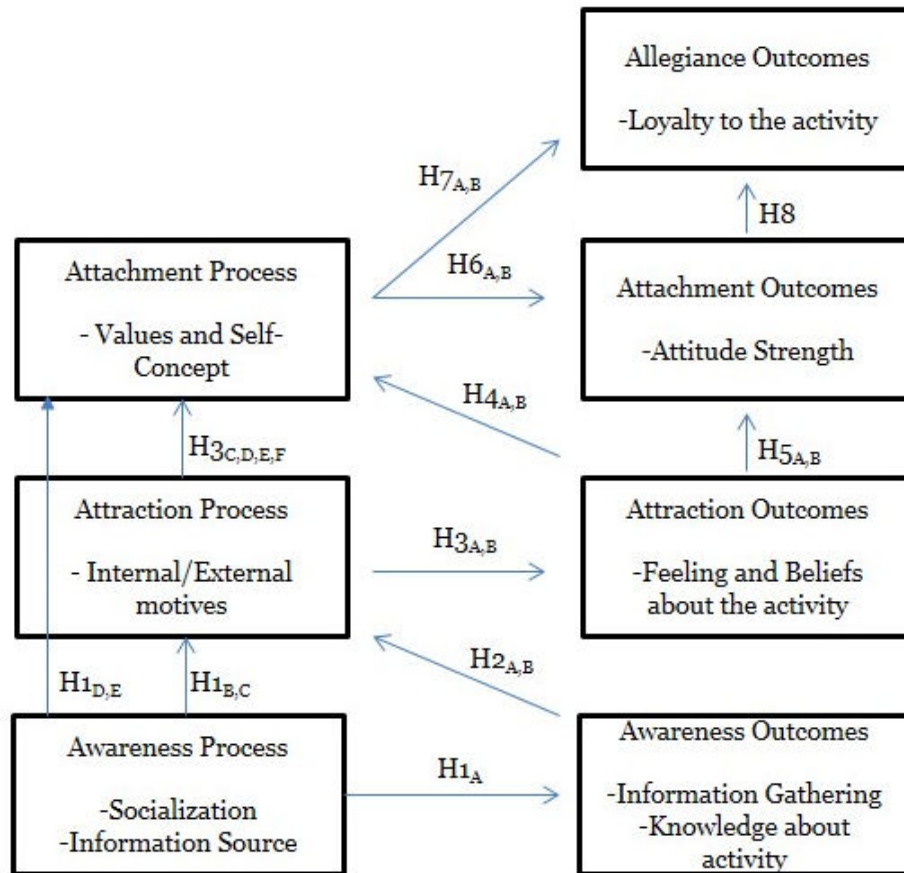 Allegiance Outcomes
-Loyalty to the activity
H7A,B
H8
Attachment Process
- Values and Self-
Concept
H6A,B
Attachment Outcomes
-Attitude Strength
H4A,B
H3C,D,E,F
H5A,B
Attraction Process
- Internal/External
motives
H3A,B
Attraction Outcomes
-Feeling and Beliefs
about the activity
H2A,B
H1D,E
H1B,C
Awareness Process
-Socialization
-Information Source
H1A
Awareness Outcomes
-Information Gathering
-Knowledge about
activity